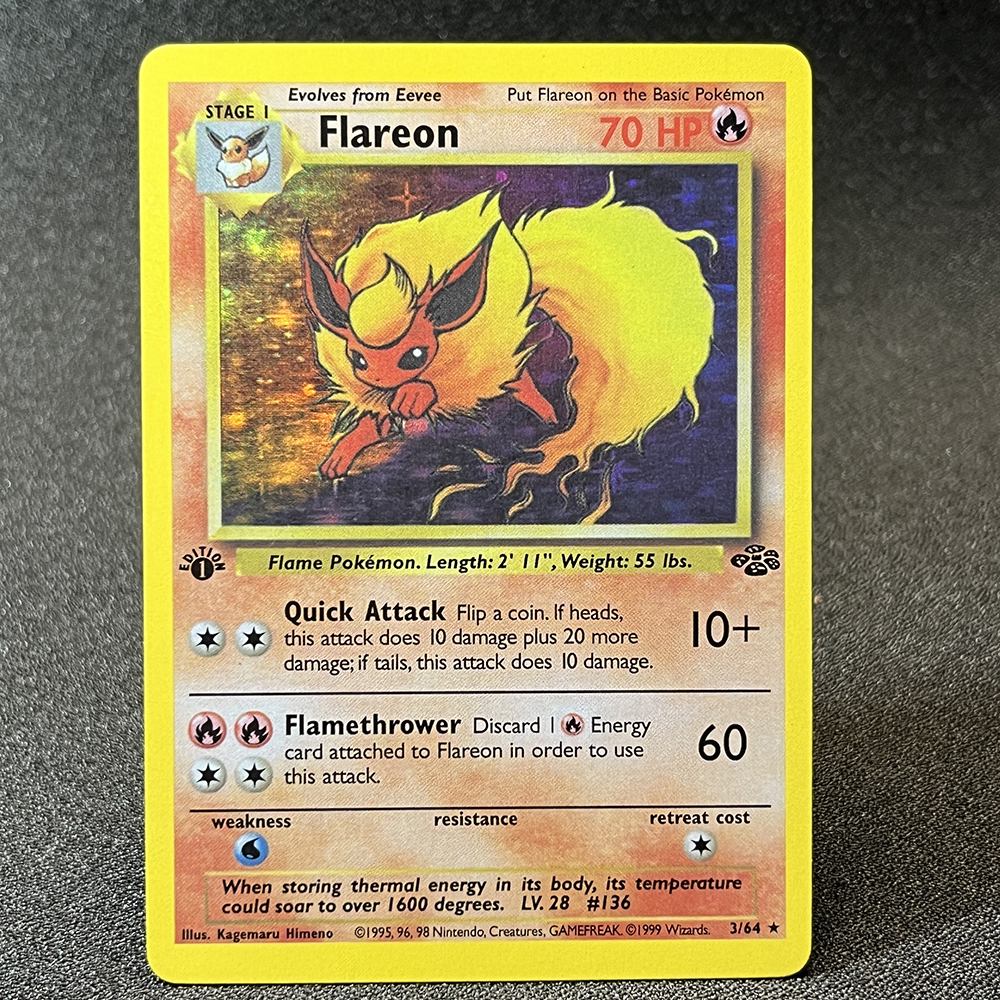 Evolves from Eevee Put Flareon on the Basic Pokémon
STAGE 1
Flareon 70 HP
EDITION
1
Flame Pokémon. Length: 2' 11", Weight: 55 lbs.
Quick Attack Flip a coin. If heads,
this attack does 10 damage plus 20 more
damage; if tails, this attack does 10 damage.
10+
Flamethrower Discard 1 Energy
card attached to Flareon in order to use
this attack.
60
weakness resistance retreat cost
When storing thermal energy in its body, its temperature
could soar to over 1600 degrees. LV. 28 #136
Illus. Kagemaru Himeno ©1995, 96, 98 Nintendo, Creatures, GAMEFREAK. ©1999 Wizards. 3/64 ★